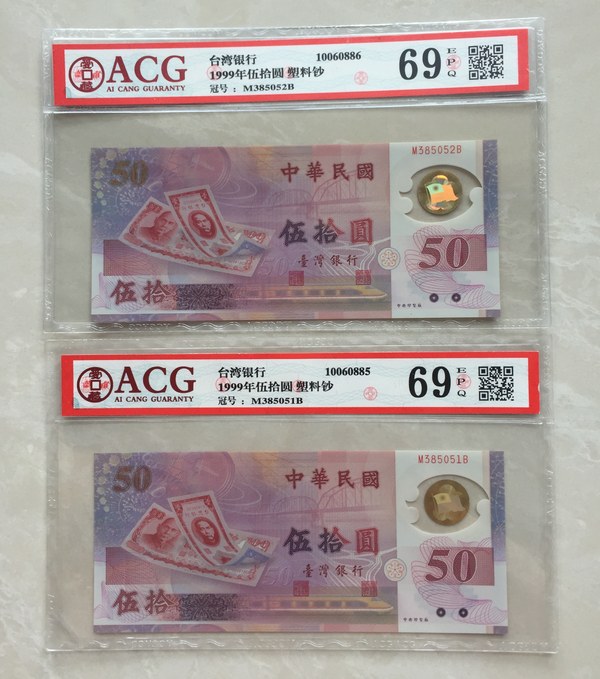 ACG
AI CANG GUARANTY
台湾银行 10060886
1999年伍拾圆 塑料钞
冠号：M385052B
69 EPQ
50
中華民國
M385052B
伍拾圓
臺灣銀行
50
伍拾
ACG
AI CANG GUARANTY
台湾银行 10060885
1999年伍拾圆 塑料钞
冠号：M385051B
69 EPQ
50
中華民國
M385051B
伍拾圓
臺灣銀行
50
伍拾